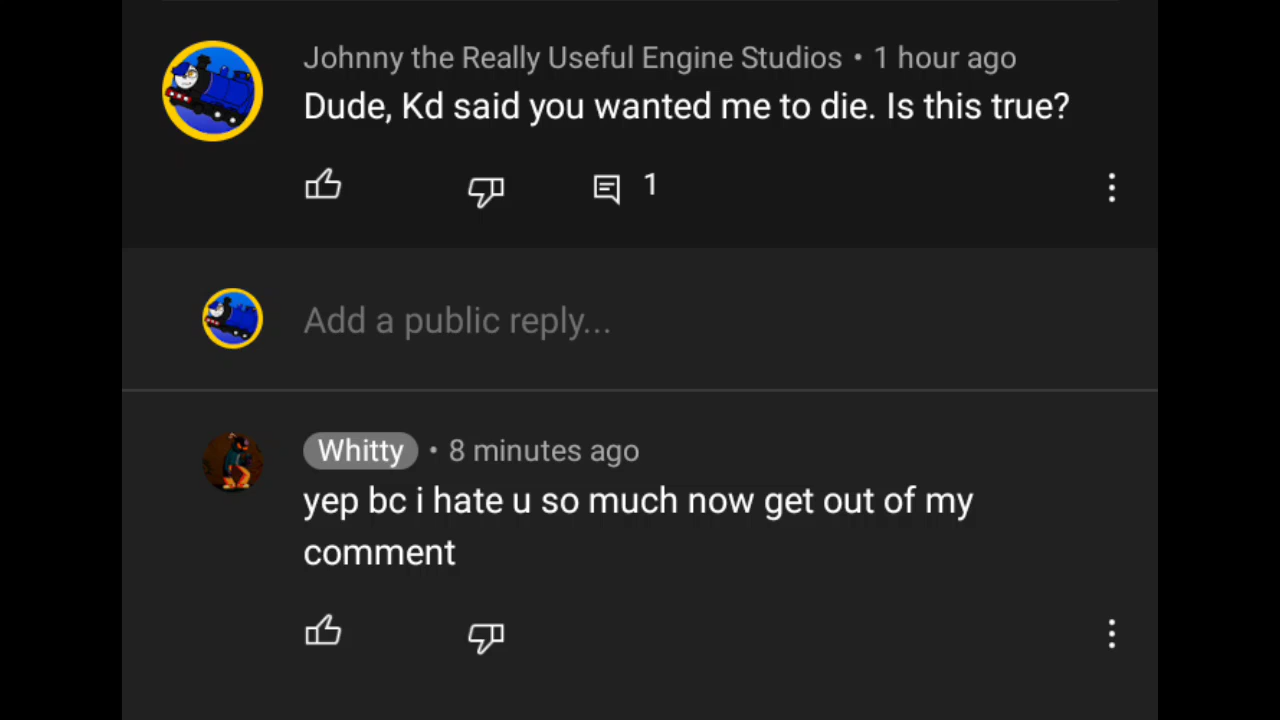 Johnny the Really Useful Engine Studios • 1 hour ago
Dude, Kd said you wanted me to die. Is this true?
1
Add a public reply...
Whitty • 8 minutes ago
yep bc i hate u so much now get out of my
comment